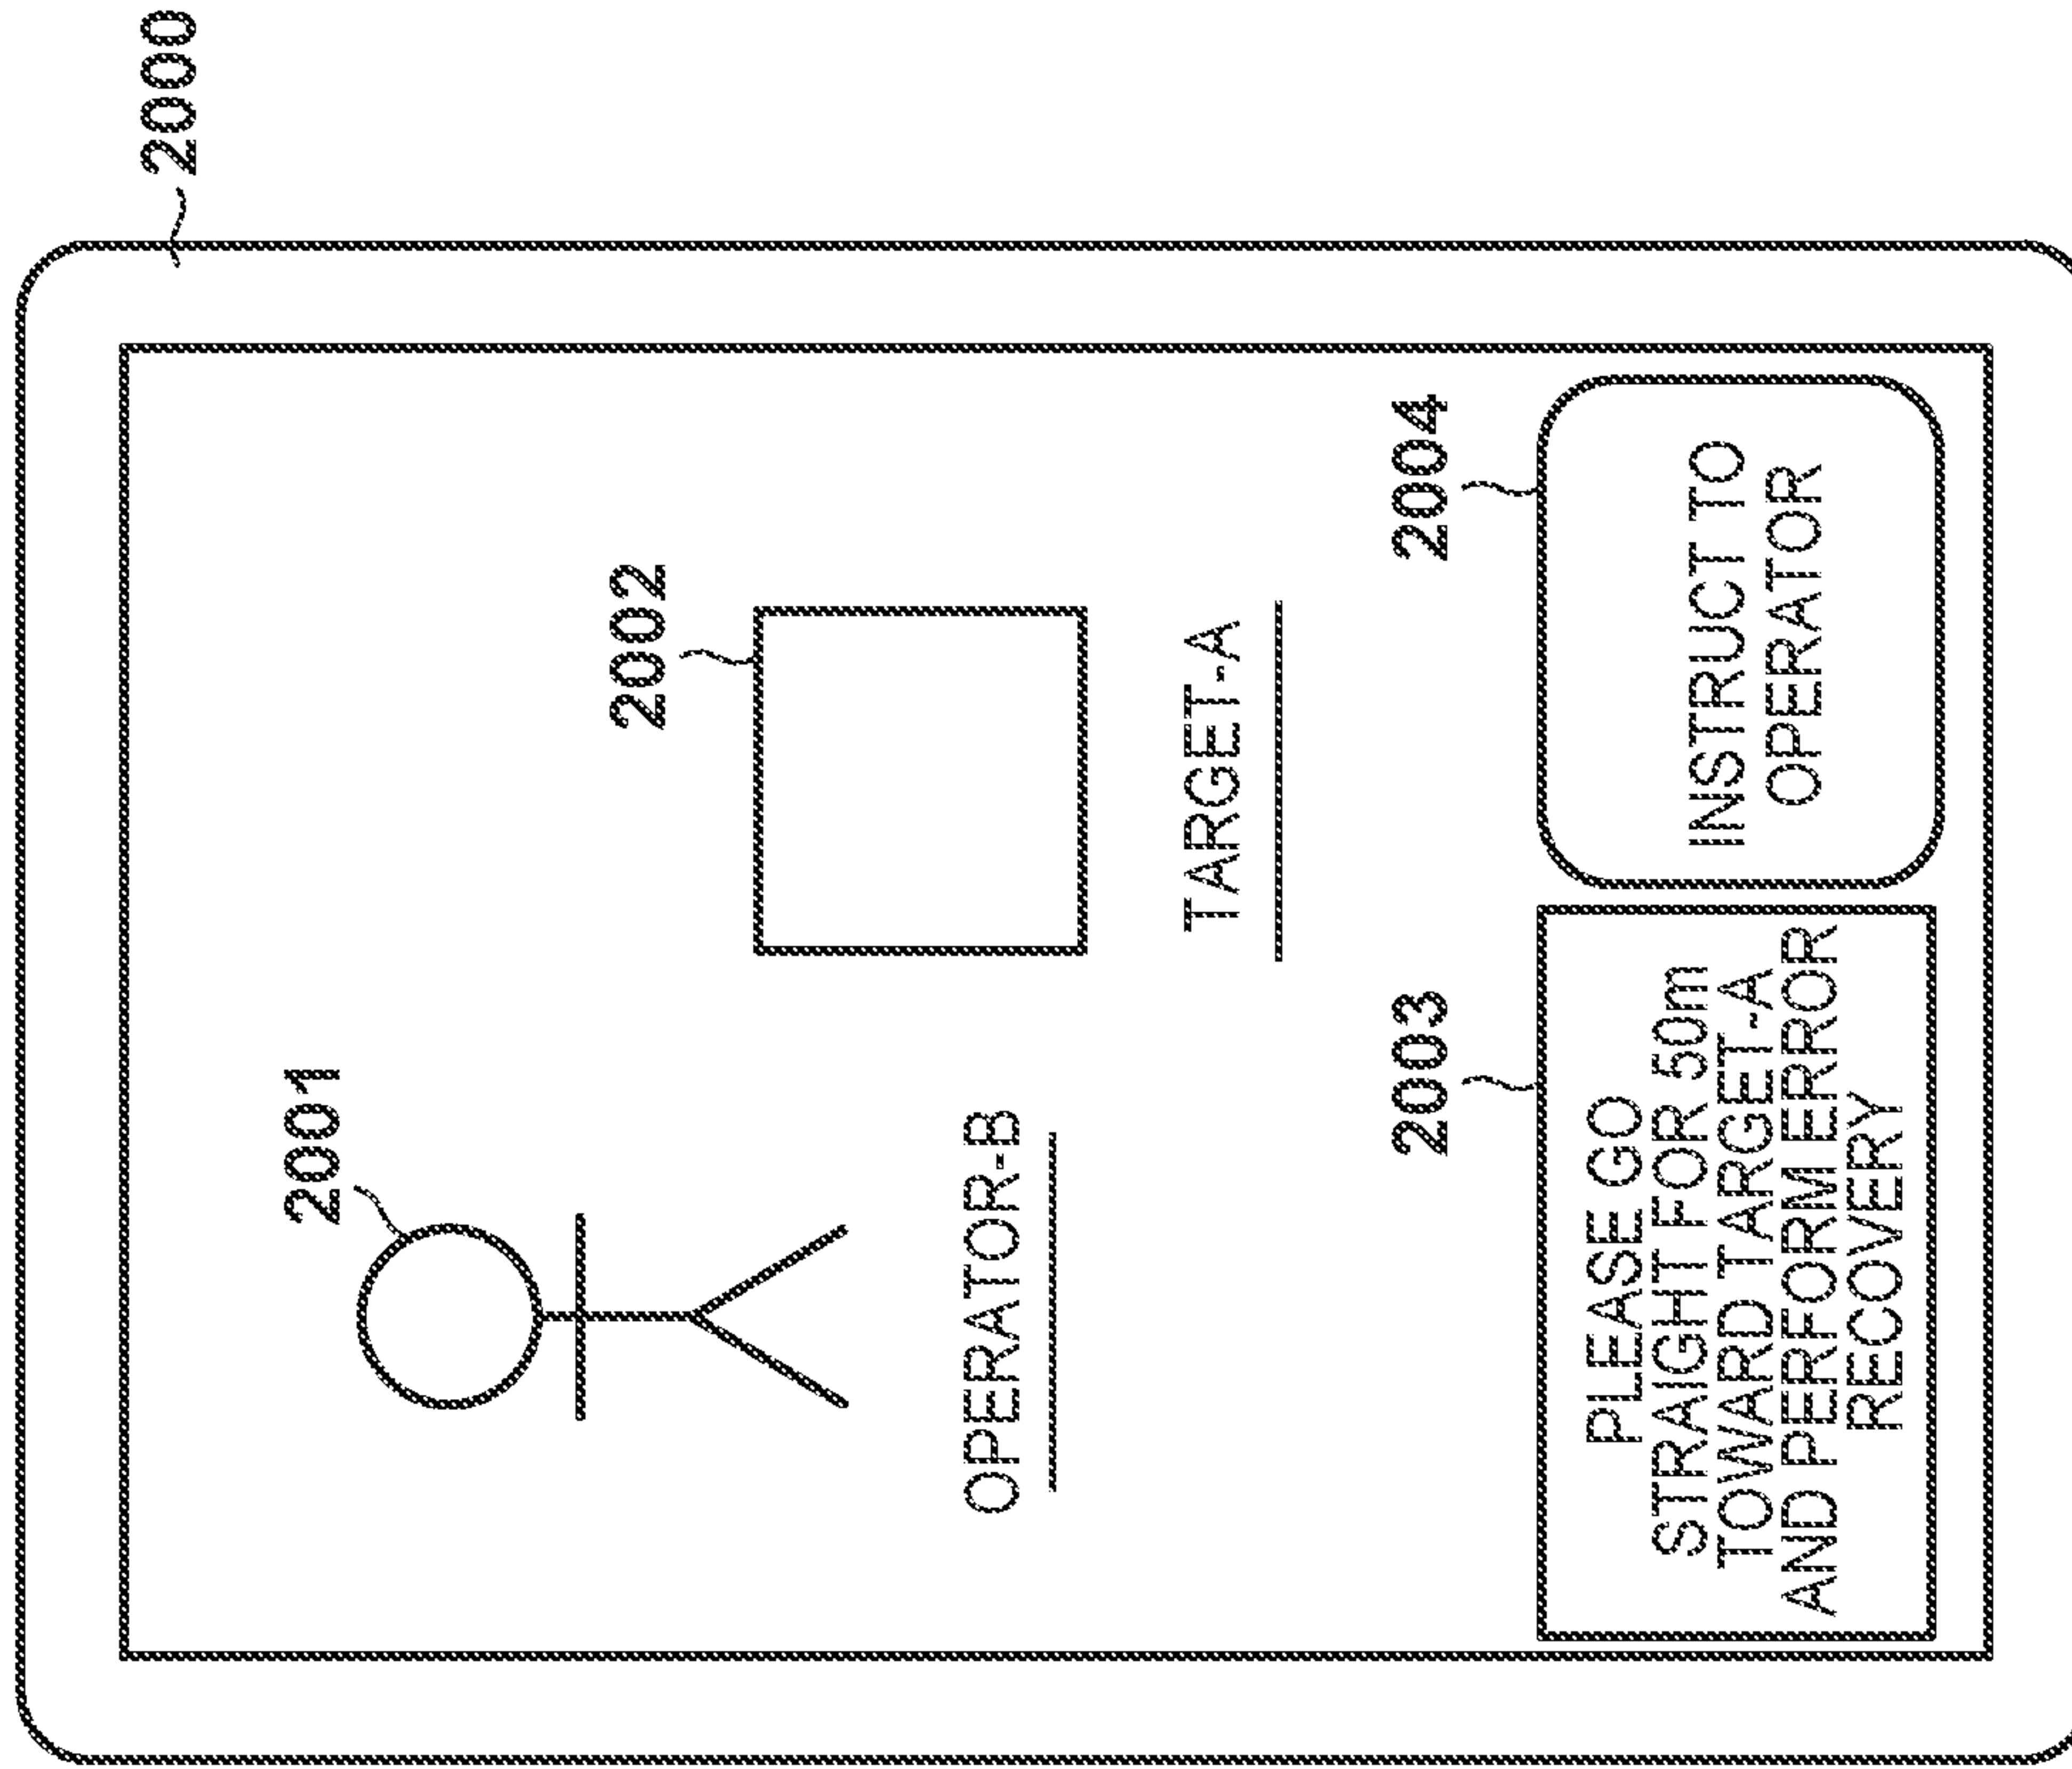 2000
2001
OPERATOR-B
2002
TARGET-A
2003
PLEASE GO
STRAIGHT FOR 50m
TOWARD TARGET-A
AND PERFORM ERROR
RECOVERY
2004
INSTRUCT TO
OPERATOR